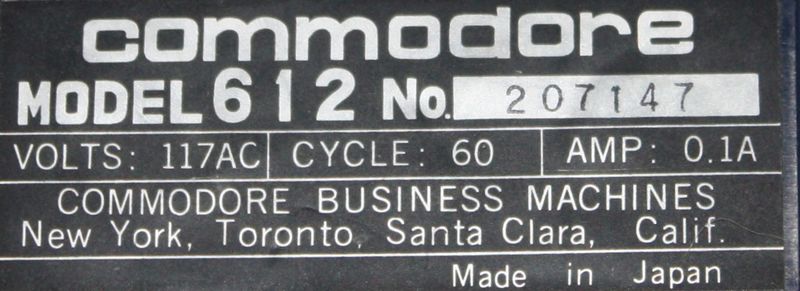 commodore
MODEL 612 No. 207147
VOLTS: 117AC CYCLE: 60 AMP: 0.1A
COMMODORE BUSINESS MACHINES
New York, Toronto, Santa Clara, Calif.
Made in Japan